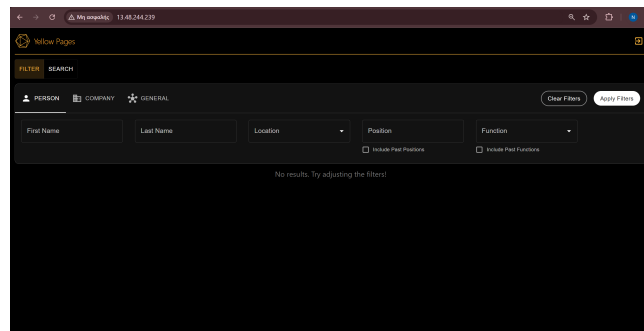 Μη ασφαλής 13.48.244.239
Yellow Pages
FILTER SEARCH
PERSON COMPANY GENERAL Clear Filters Apply Filters
First Name Last Name Location Position Function
Include Past Positions Include Past Functions
No results. Try adjusting the filters!